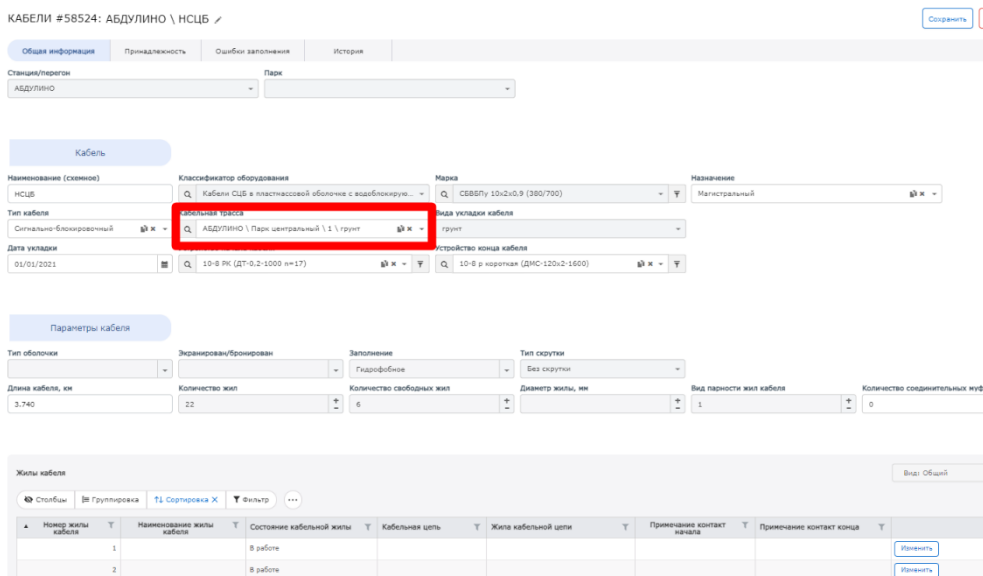 КАБЕЛИ #58524: АБДУЛИНО \ НСЦБ
Сохранить
Общая информация Принадлежность Ошибки заполнения История
Станция/перегон Парк
АБДУЛИНО
Кабель
Наименование (схемное) Классификатор оборудования Марка Назначение
НСЦБ Кабели СЦБ в пластмассовой оболочке с водоблокирую... СБВБПу 10х2х0,9 (380/700) Магистральный
Тип кабеля Кабельная трасса Вида укладки кабеля
Сигнально-блокировочный АБДУЛИНО \ Парк центральный \ 1 \ грунт грунт
Дата укладки Устройство конца кабеля
01/01/2021 10-8 РК (ДТ-0,2-1000 n=17) 10-8 р короткая (ДМС-120х2-1600)
Параметры кабеля
Тип оболочки Экранирован/бронирован Заполнение Тип скрутки
Гидрофобное Без скрутки
Длина кабеля, км Количество жил Количество свободных жил Диаметр жилы, мм Вид парности жил кабеля Количество соединительных муф
3.740 22 6 1 0
Жилы кабеля Вид: Общий
Столбцы Группировка Сортировка Фильтр
Номер жилы кабеля Наименование жилы кабеля Состояние кабельной жилы Кабельная цепь Жила кабельной цепи Примечание контакт начала Примечание контакт конца
1 В работе Изменить
2 В работе Изменить